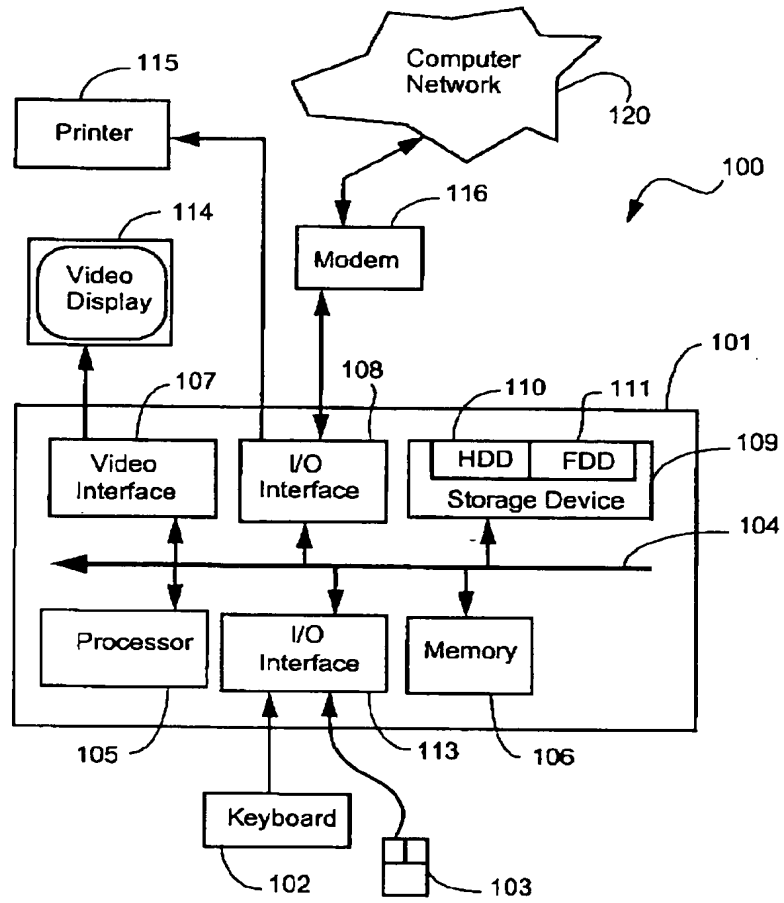 115
Printer
Computer
Network
120
100
116
Modem
114
Video
Display
101
107
108
110
111
109
Video
Interface
I/O
Interface
HDD
FDD
Storage Device
104
Processor
I/O
Interface
Memory
105
113
106
Keyboard
102
103